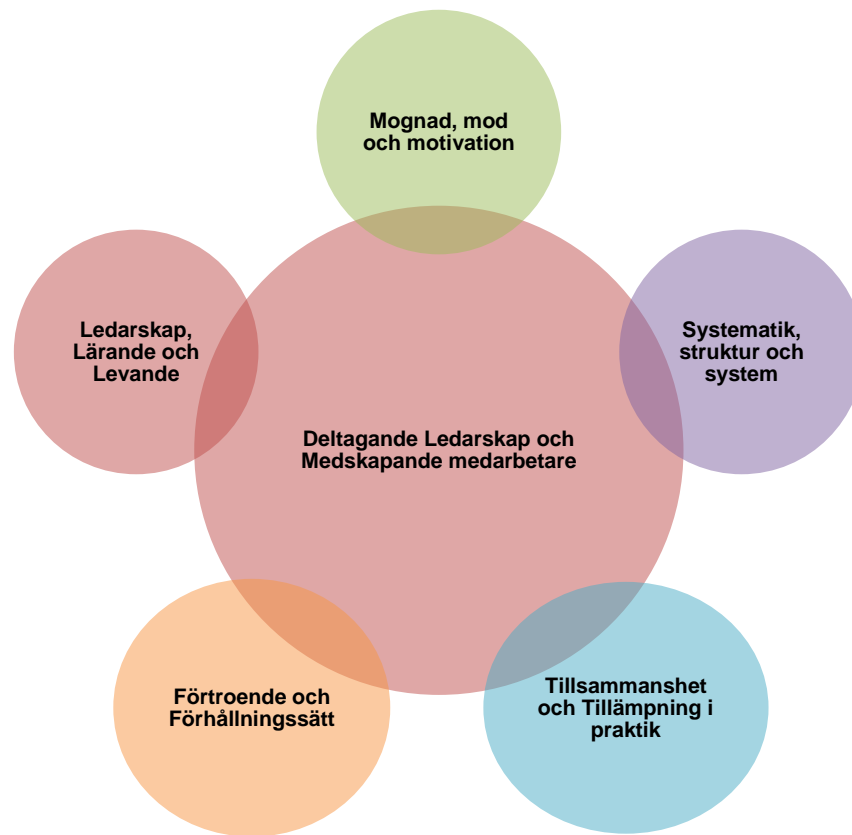 Mognad, mod
och motivation
Ledarskap,
Lärande och
Levande
Systematik,
struktur och
system
Deltagande Ledarskap och
Medskapande medarbetare
Förtroende och
Förhållningssätt
Tillsammanshet
och Tillämpning i
praktik